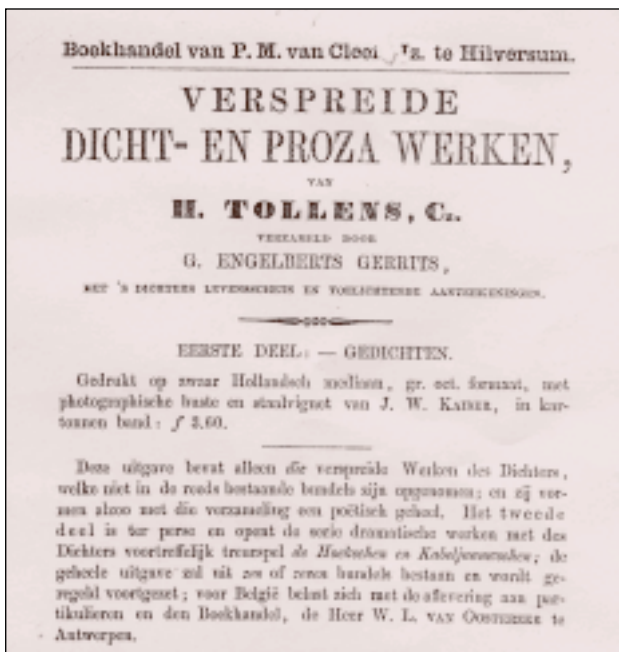 Boekhandel van P. M. van Cleef Jz. te Hilversum.
VERSPREIDE
DICHT- EN PROZA WERKEN,
VAN
H. TOLLENS, Cz.
VERZAMELD DOOR
G. ENGELBERTS GERRITS,
MET 'S DICHTERS LEVENSSCHETS EN TOELICHTENDE AANTEEKENINGEN.
EERSTE DEEL: — GEDICHTEN.
Gedrukt op zwaar Hollandsch mediaan, gr. oct. formaat, met
photographische buste en staalvignet van J. W. KAISER, in kar-
tonnen band: f 3.60.
Deze uitgave bevat alleen die verspreide Werken des Dichters,
welke niet in de reeds bestaande bundels zijn opgenomen; en zij vor-
men alzoo met die verzameling een poëtisch geheel. Het tweede
deel is ter perse en opent de serie dramatische werken met des
Dichters voortreffelijk treurspel de Hoekschen en Kabeljaauwschen; de
geheele uitgave zal uit zes of zeven bundels bestaan en wordt ge-
regeld voortgezet; voor België belast zich met de aflevering aan par-
tikulieren en den Boekhandel, de Heer W. L. VAN OOSTERZEE te
Antwerpen.